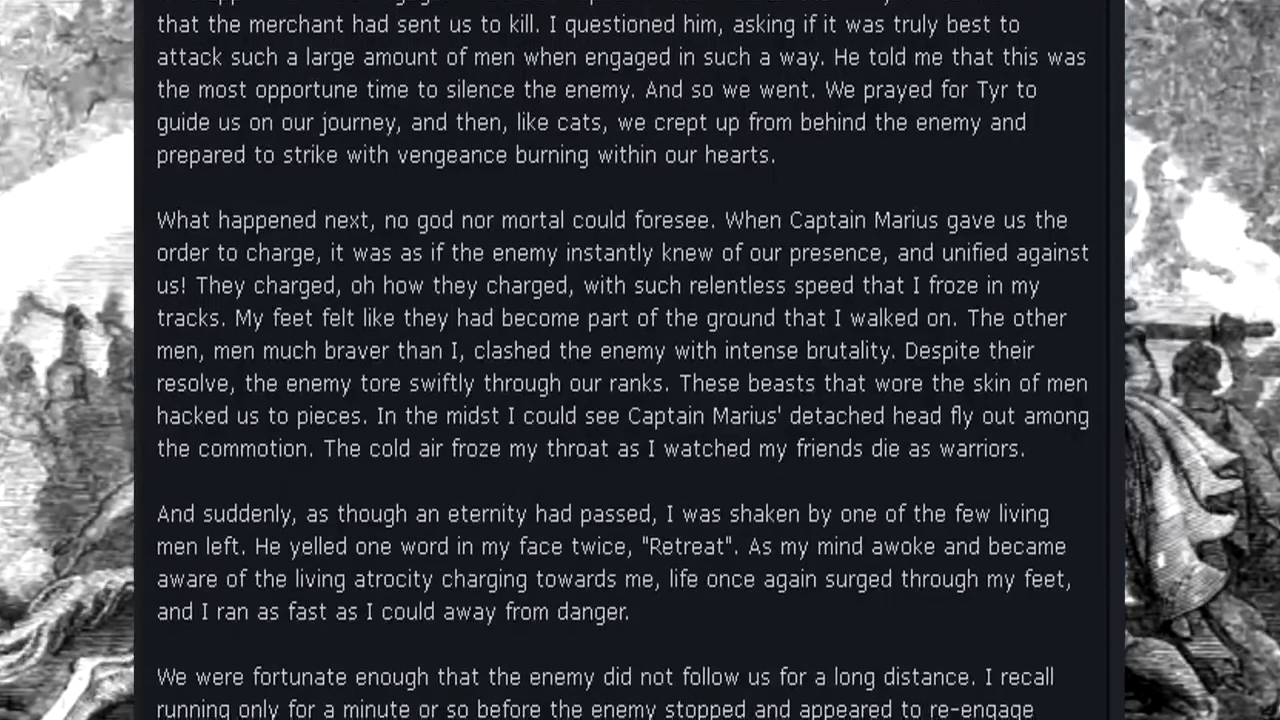 that the merchant had sent us to kill. I questioned him, asking if it was truly best to
attack such a large amount of men when engaged in such a way. He told me that this was
the most opportune time to silence the enemy. And so we went. We prayed for Tyr to
guide us on our journey, and then, like cats, we crept up from behind the enemy and
prepared to strike with vengeance burning within our hearts.
What happened next, no god nor mortal could foresee. When Captain Marius gave us the
order to charge, it was as if the enemy instantly knew of our presence, and unified against
us! They charged, oh how they charged, with such relentless speed that I froze in my
tracks. My feet felt like they had become part of the ground that I walked on. The other
men, men much braver than I, clashed the enemy with intense brutality. Despite their
resolve, the enemy tore swiftly through our ranks. These beasts that wore the skin of men
hacked us to pieces. In the midst I could see Captain Marius' detached head fly out among
the commotion. The cold air froze my throat as I watched my friends die as warriors.
And suddenly, as though an eternity had passed, I was shaken by one of the few living
men left. He yelled one word in my face twice, "Retreat". As my mind awoke and became
aware of the living atrocity charging towards me, life once again surged through my feet,
and I ran as fast as I could away from danger.
We were fortunate enough that the enemy did not follow us for a long distance. I recall
running only for a minute or so before the enemy stopped and appeared to re-engage